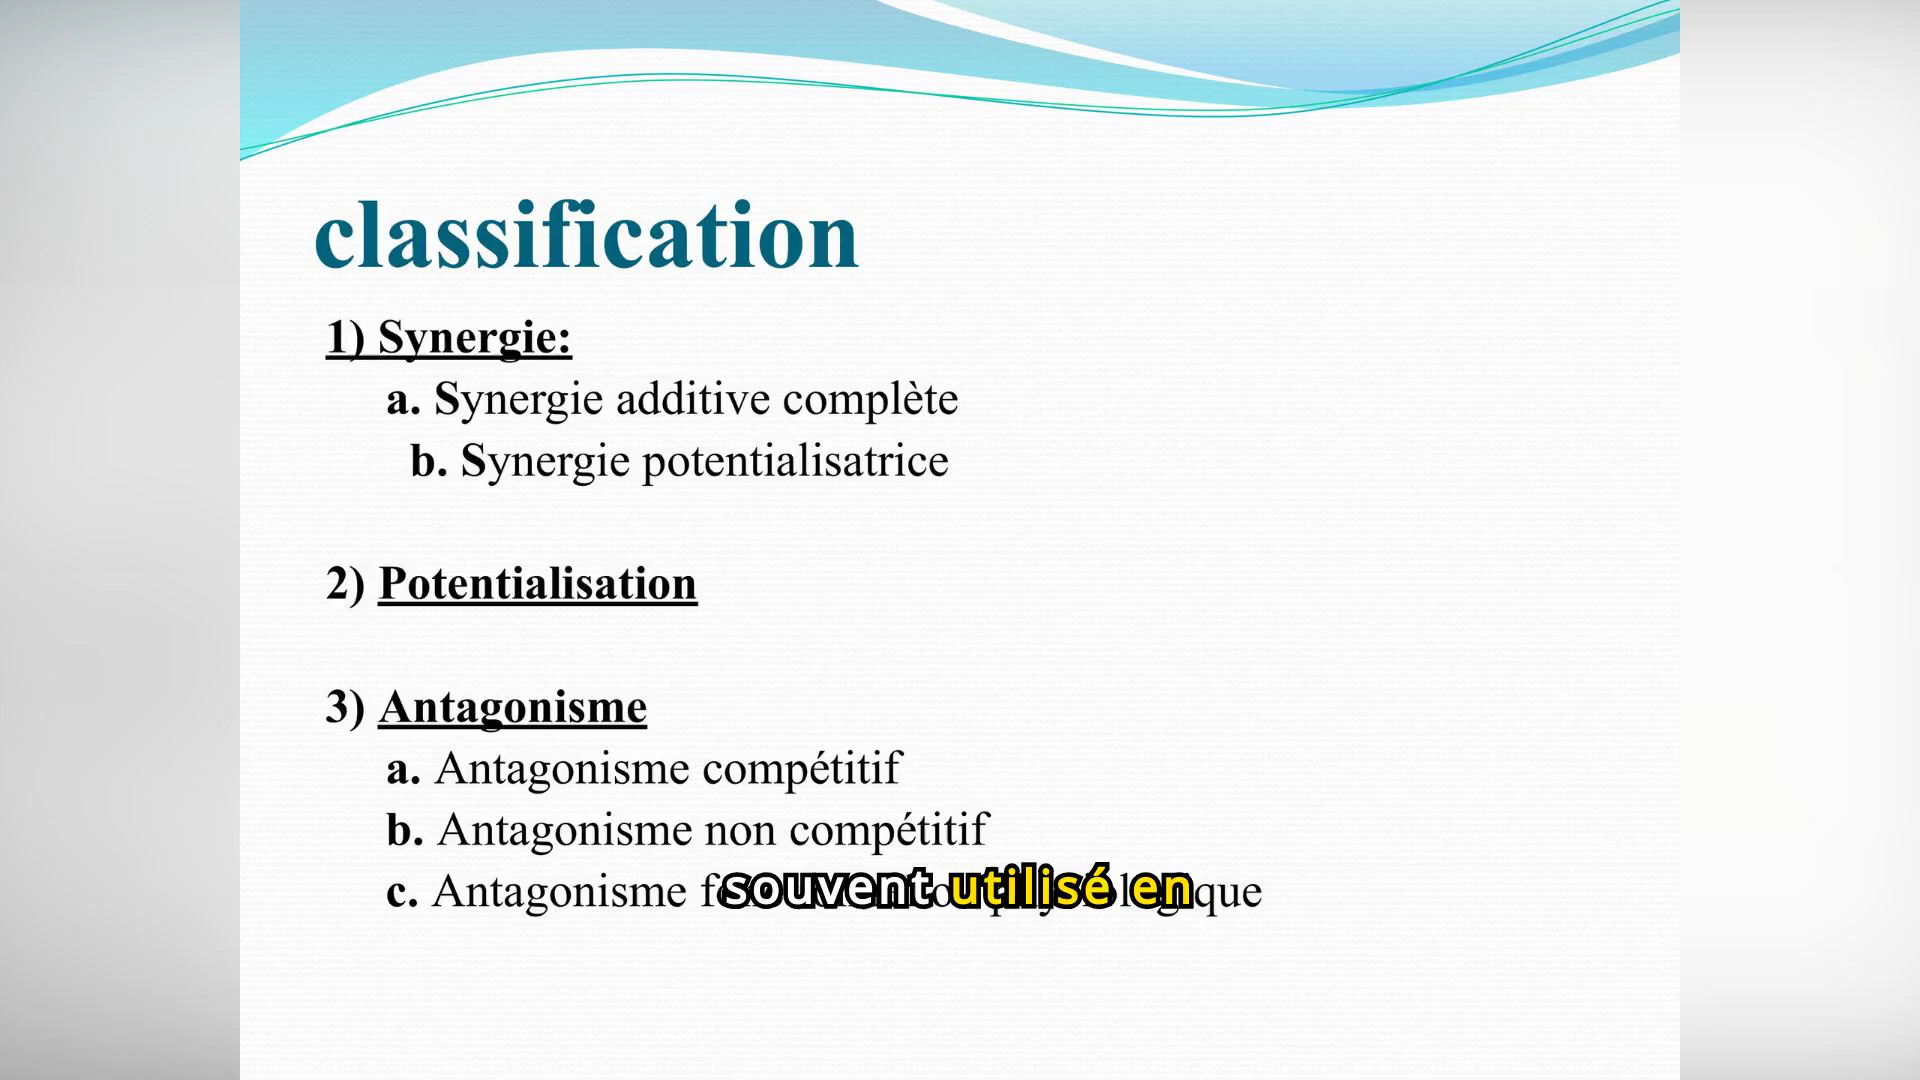 classification
1) Synergie:
a. Synergie additive complète
b. Synergie potentialisatrice
2) Potentialisation
3) Antagonisme
a. Antagonisme compétitif
b. Antagonisme non compétitif
c. Antagonisme
souvent utilisé en